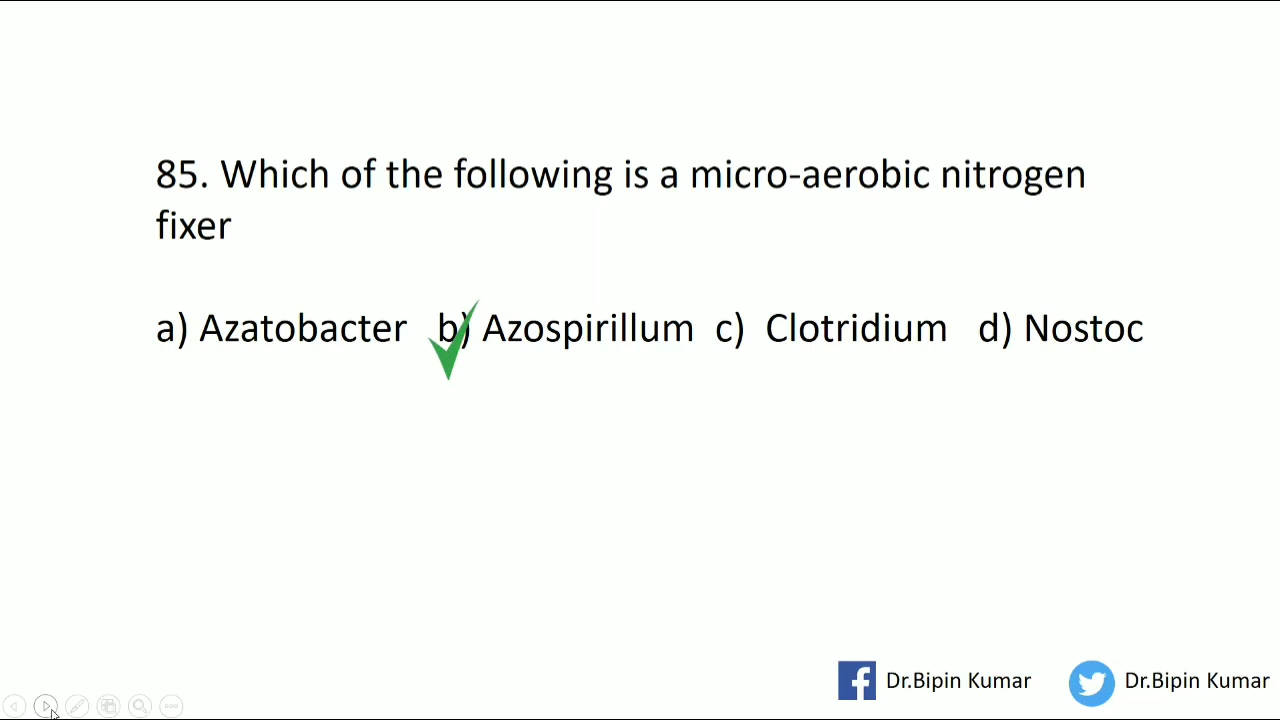 85. Which of the following is a micro-aerobic nitrogen
fixer
a) Azatobacter b) Azospirillum c) Clotridium d) Nostoc
Dr.Bipin Kumar Dr.Bipin Kumar